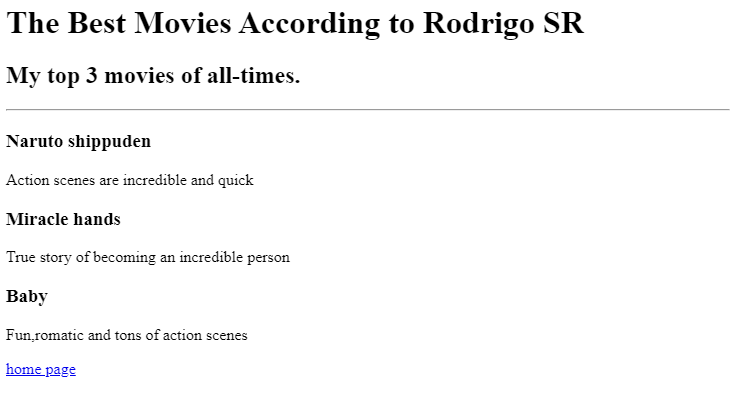 The Best Movies According to Rodrigo SR
My top 3 movies of all-times.
Naruto shippuden
Action scenes are incredible and quick
Miracle hands
True story of becoming an incredible person
Baby
Fun,romatic and tons of action scenes
home page